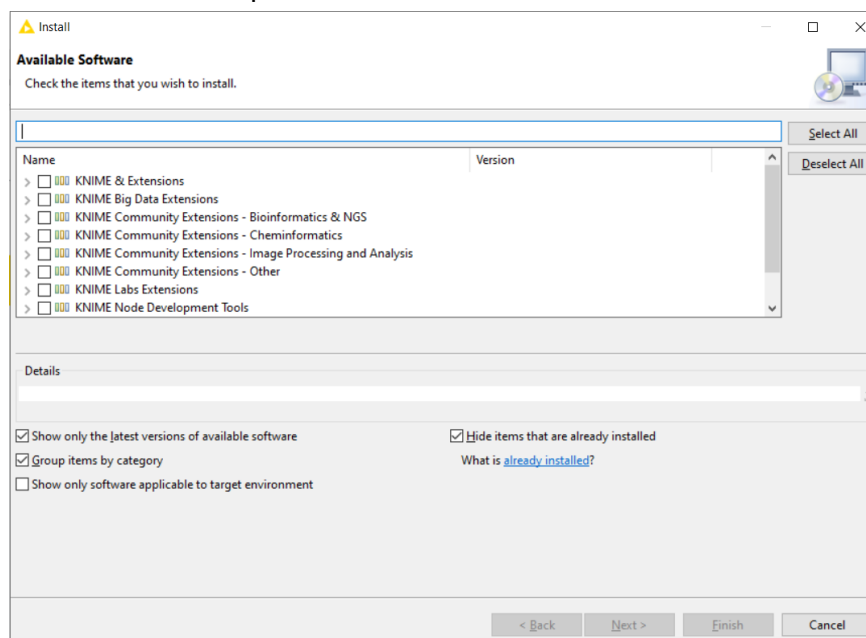 Install
Available Software
Check the items that you wish to install.
Select All
Name Version
Deselect All
KNIME & Extensions
KNIME Big Data Extensions
KNIME Community Extensions - Bioinformatics & NGS
KNIME Community Extensions - Cheminformatics
KNIME Community Extensions - Image Processing and Analysis
KNIME Community Extensions - Other
KNIME Labs Extensions
KNIME Node Development Tools
Details
Show only the latest versions of available software
Hide items that are already installed
Group items by category
What is already installed?
Show only software applicable to target environment
< Back Next > Finish Cancel